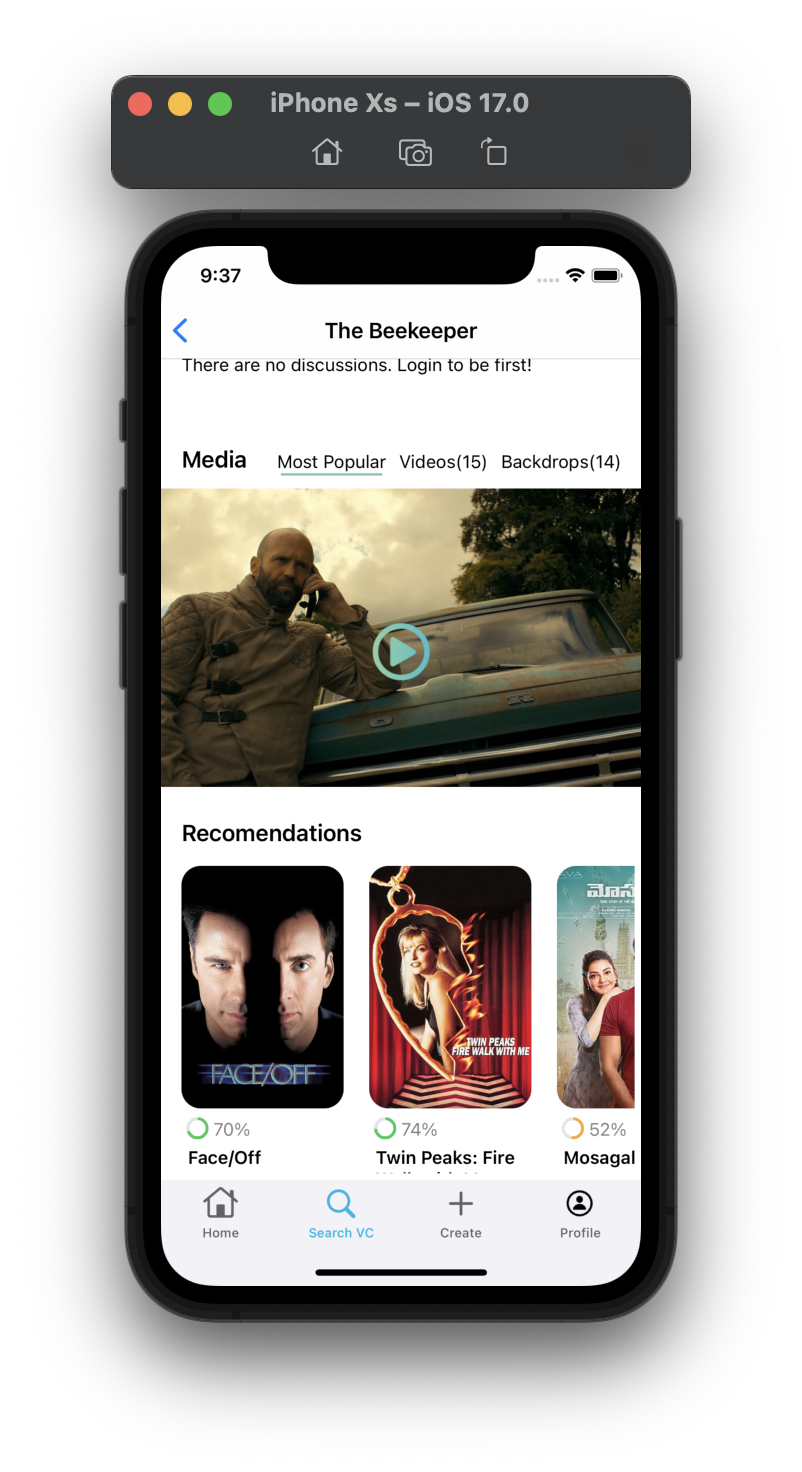 iPhone Xs – iOS 17.0
9:37
The Beekeeper
There are no discussions. Login to be first!
Media Most Popular Videos(15) Backdrops(14)
Recomendations
FACE/OFF
TWIN PEAKS
FIRE WALK WITH ME
70% 74% 52%
Face/Off Twin Peaks: Fire Mosagal
Home Search VC Create Profile